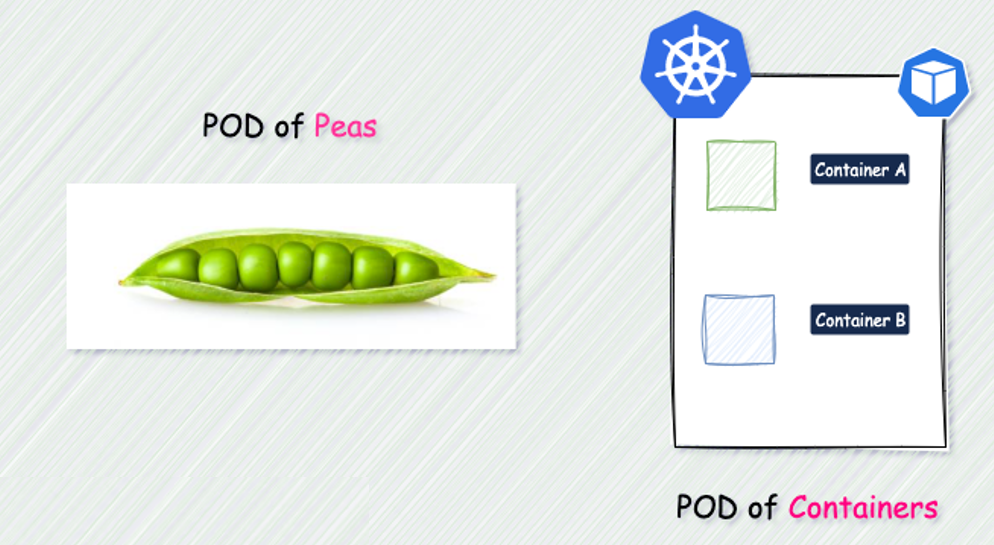 POD of Peas
Container A
Container B
POD of Containers